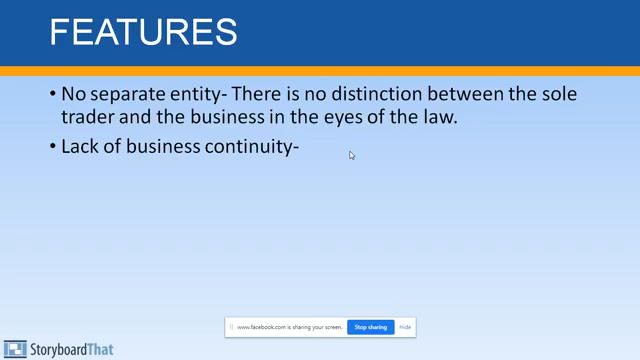 FEATURES
• No separate entity- There is no distinction between the sole
trader and the business in the eyes of the law.
• Lack of business continuity-
www.facebook.com is sharing your screen.
Stop sharing
Hide
StoryboardThat